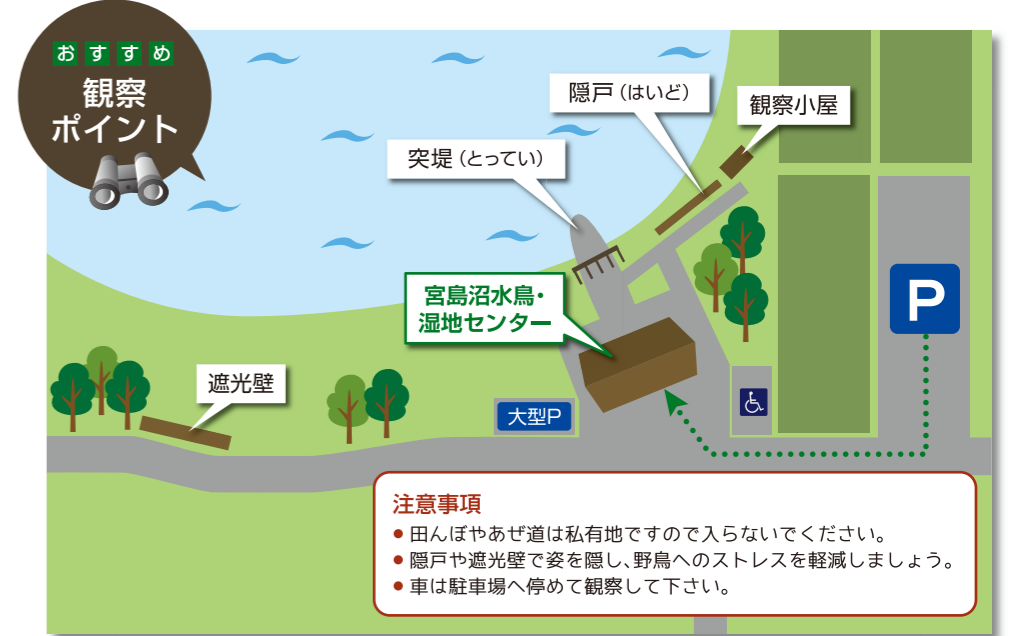 おすすめ
観察
ポイント
隠戸（はいど）
観察小屋
突堤（とってい）
宮島沼水鳥・
湿地センター
P
遮光壁
大型P
注意事項
● 田んぼやあぜ道は私有地ですので入らないでください。
● 隠戸や遮光壁で姿を隠し、野鳥へのストレスを軽減しましょう。
● 車は駐車場へ停めて観察して下さい。